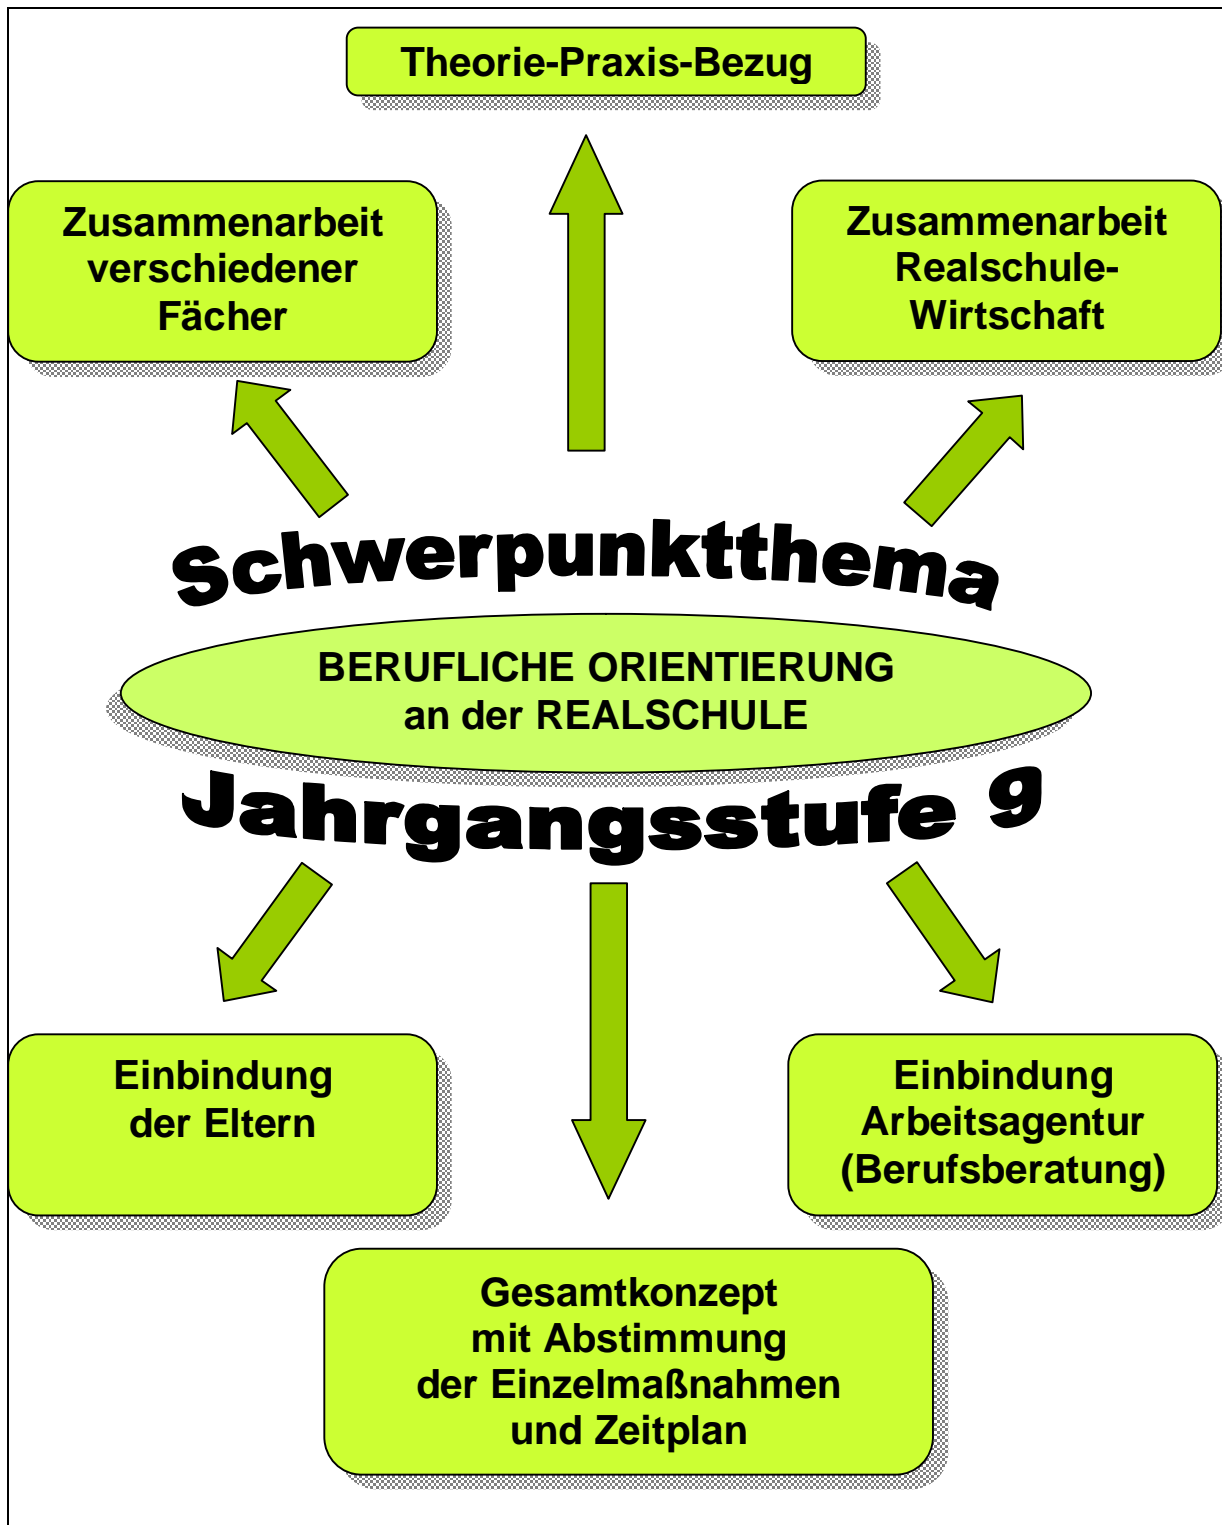 Theorie-Praxis-Bezug
Zusammenarbeit
verschiedener
Fächer
Zusammenarbeit
Realschule-
Wirtschaft
Schwerpunktthema
BERUFLICHE ORIENTIERUNG
an der REALSCHULE
Jahrgangsstufe 9
Einbindung
der Eltern
Einbindung
Arbeitsagentur
(Berufsberatung)
Gesamtkonzept
mit Abstimmung
der Einzelmaßnahmen
und Zeitplan